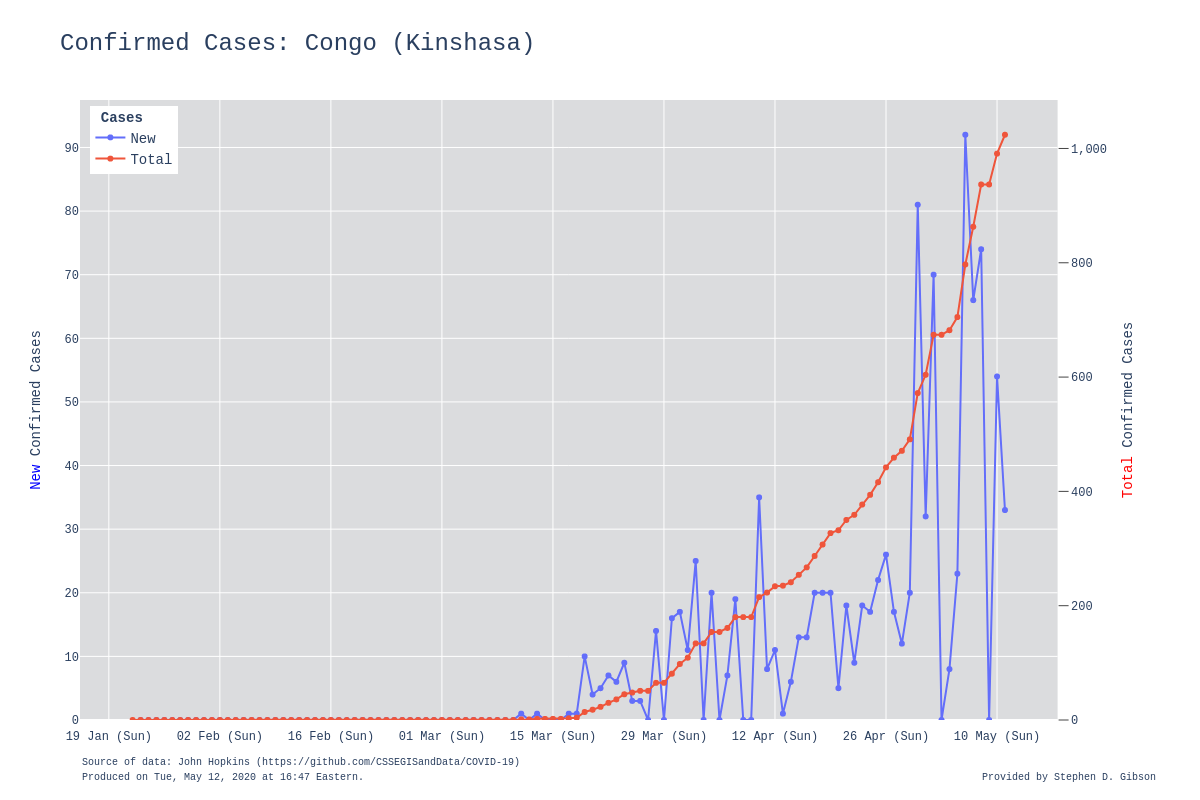 Confirmed Cases: Congo (Kinshasa)
Cases
New
Total
90
80
70
60
50
40
30
20
10
0
1,000
800
600
400
200
0
New Confirmed Cases
Total Confirmed Cases
19 Jan (Sun) 02 Feb (Sun) 16 Feb (Sun) 01 Mar (Sun) 15 Mar (Sun) 29 Mar (Sun) 12 Apr (Sun) 26 Apr (Sun) 10 May (Sun)
Source of data: John Hopkins (https://github.com/CSSEGISandData/COVID-19)
Produced on Tue, May 12, 2020 at 16:47 Eastern.
Provided by Stephen D. Gibson